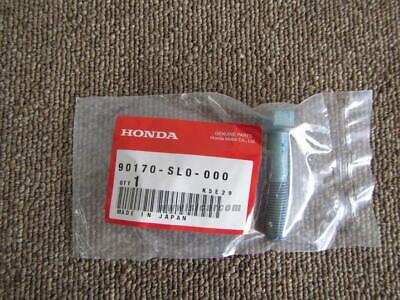 HONDA
GENUINE PARTS
Honda Motor Co., Ltd.
90170-SL0-000
QTY
1
K5E29
MADE IN JAPAN